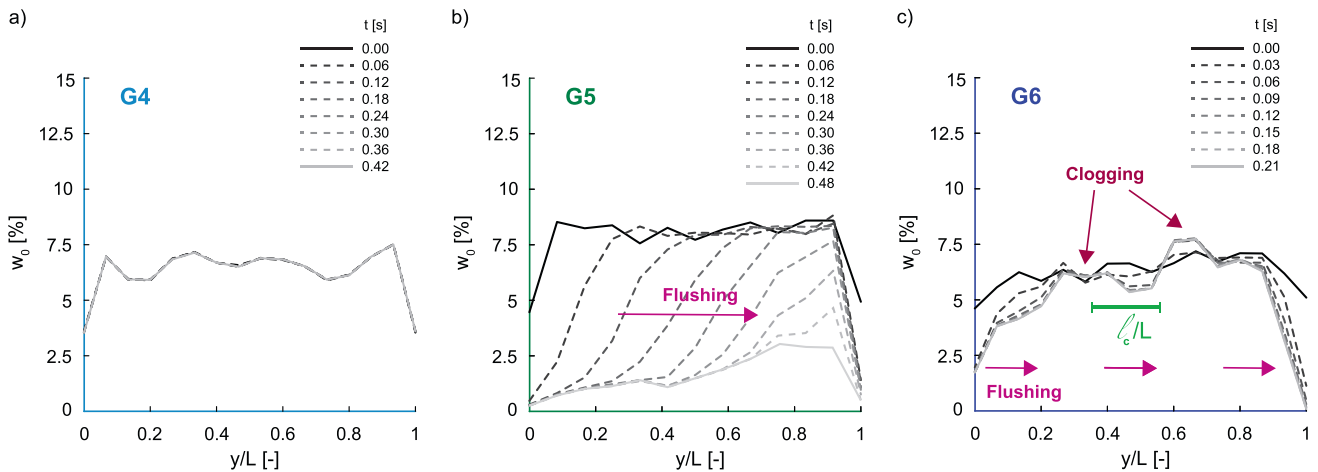 a)
t [s]
0.00
0.06
0.12
0.18
0.24
0.30
0.36
0.42
G4
15
12.5
10
7.5
5
2.5
0
w0 [%]
0 0.2 0.4 0.6 0.8 1
y/L [-]
b)
t [s]
0.00
0.06
0.12
0.18
0.24
0.30
0.36
0.42
0.48
G5
Flushing
15
12.5
10
7.5
5
2.5
0
w0 [%]
0 0.2 0.4 0.6 0.8 1
y/L [-]
c)
t [s]
0.00
0.03
0.06
0.09
0.12
0.15
0.18
0.21
G6
Clogging
ℓc/L
Flushing
15
12.5
10
7.5
5
2.5
0
w0 [%]
0 0.2 0.4 0.6 0.8 1
y/L [-]